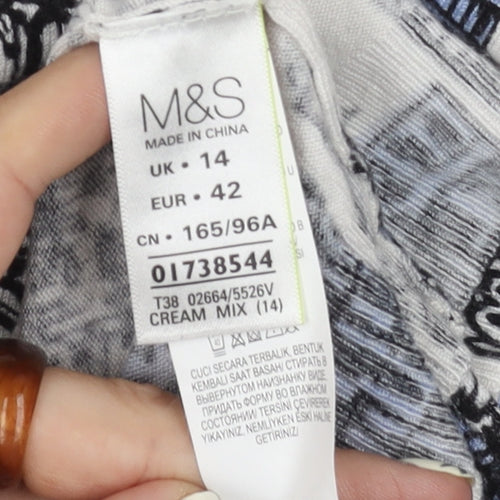 M&S
MADE IN CHINA
UK • 14
EUR • 42
CN • 165/96A
01738544
T38 02664/5526V
CREAM MIX (14)
CUCI SECARA TERBALIK, BENTUK
KEMBALI SAAT BASAH/ СТИРАТЬ В
ВЫВЕРНУТОМ НАИЗНАНКУ ВИДЕ,
ПРИДАТЬ ФОРМУ ВО ВЛАЖНОМ
СОСТОЯНИИ TERSİNİ ÇEVİREREK
YIKAYINIZ, NEMLİYKEN ESKİ HALİNE
GETİRİNİZ/